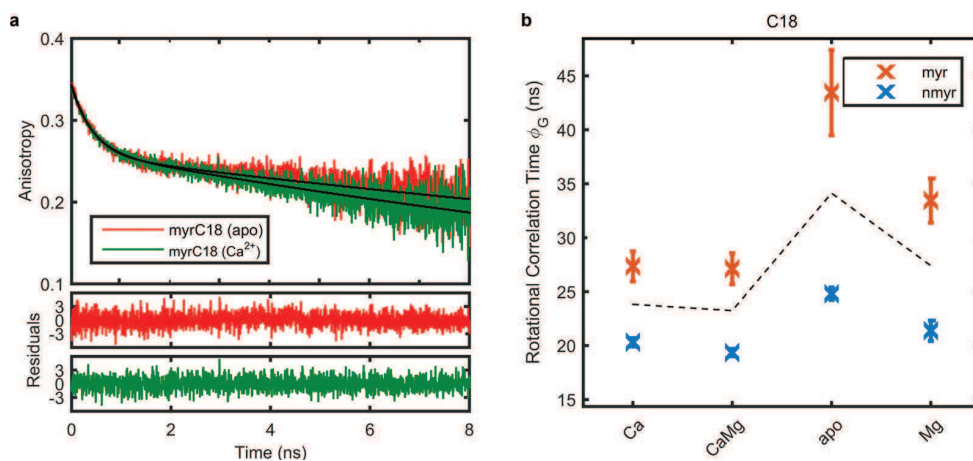 a
0.4
0.3
0.2
0.1
Anisotropy
myrC18 (apo)
myrC18 (Ca²⁺)
3
0
-3
3
0
-3
Residuals
0 2 4 6 8
Time (ns)
b
C18
45
40
35
30
25
20
15
Rotational Correlation Time ϕ_G (ns)
myr
nmyr
Ca CaMg apo Mg